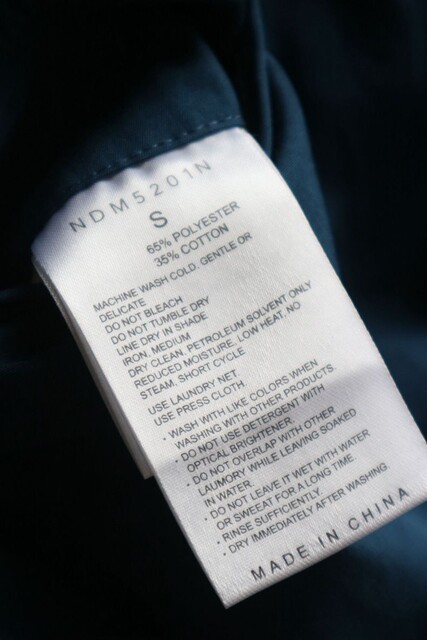 NDM5201N
S
65% POLYESTER
35% COTTON
MACHINE WASH COLD, GENTLE OR
DELICATE
DO NOT BLEACH
DO NOT TUMBLE DRY
LINE DRY IN SHADE
IRON, MEDIUM
DRY CLEAN, PETROLEUM SOLVENT ONLY
REDUCED MOISTURE, LOW HEAT, NO
STEAM, SHORT CYCLE
USE LAUNDRY NET.
USE PRESS CLOTH
· WASH WITH LIKE COLORS WHEN
WASHING WITH OTHER PRODUCTS.
· DO NOT USE DETERGENT WITH
OPTICAL BRIGHTENER.
· DO NOT OVERLAP WITH OTHER
LAUMORY WHILE LEAVING SOAKED
IN WATER.
· DO NOT LEAVE IT WET WITH WATER
OR SWEAT FOR A LONG TIME
· RINSE SUFFICIENTLY.
· DRY IMMEDIATELY AFTER WASHING.
MADE IN CHINA